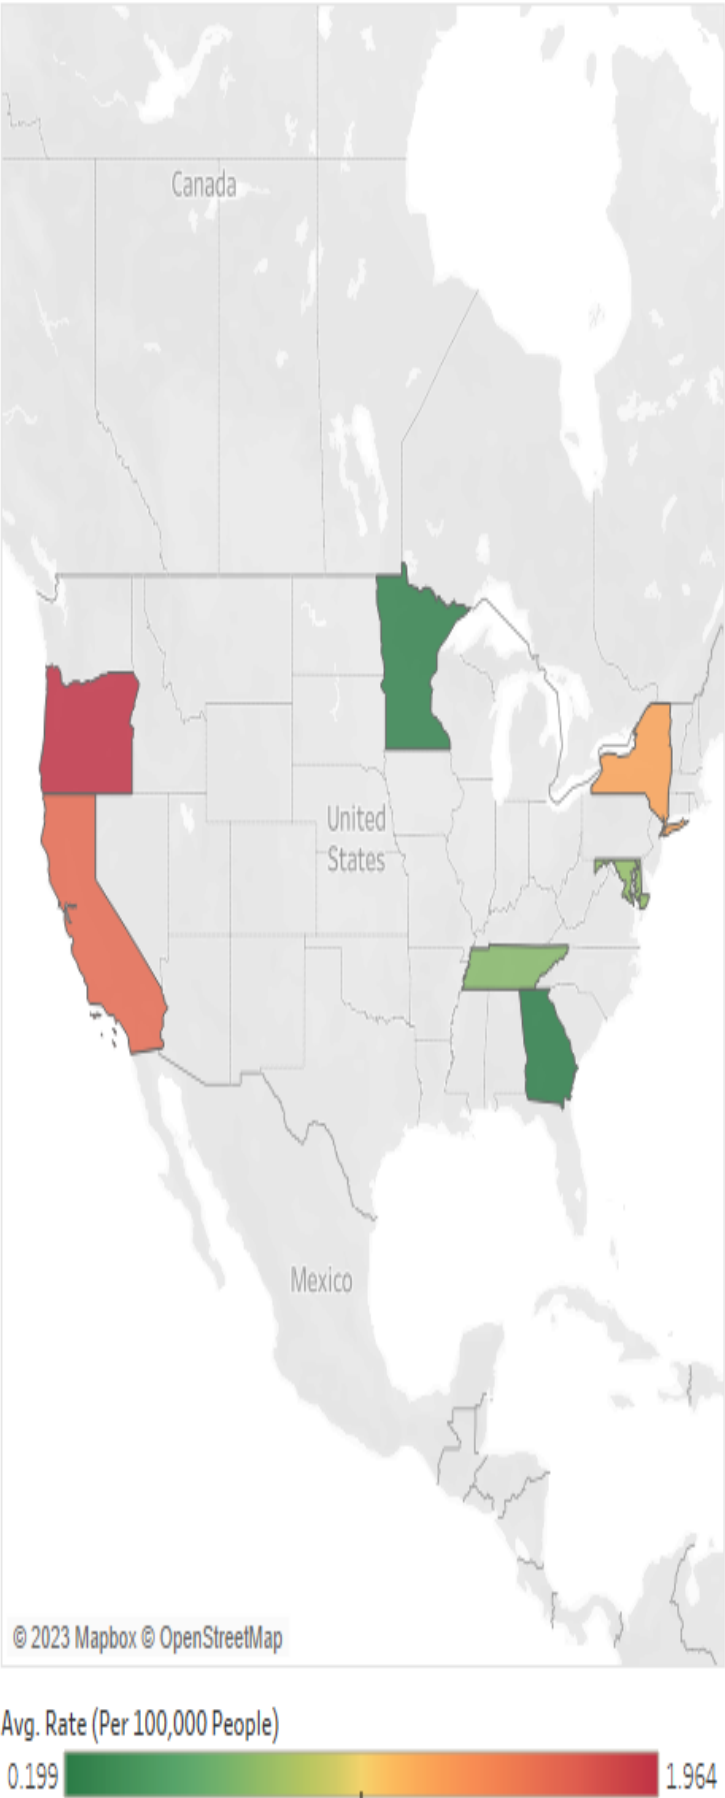 Canada
United
States
Mexico
© 2023 Mapbox © OpenStreetMap
Avg. Rate (Per 100,000 People)
0.199 1.964